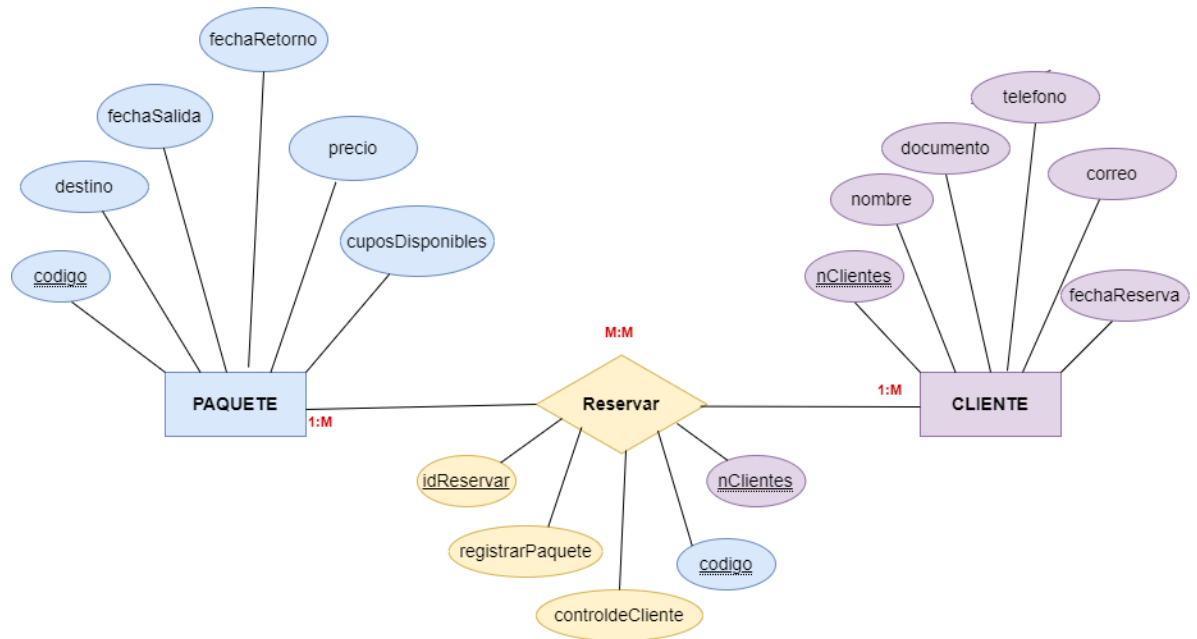 fechaRetorno
fechaSalida
precio
destino
cuposDisponibles
codigo
PAQUETE
1:M
M:M
Reservar
idReservar
registrarPaquete
controldeCliente
codigo
nClientes
telefono
documento
correo
nombre
nClientes
fechaReserva
1:M
CLIENTE